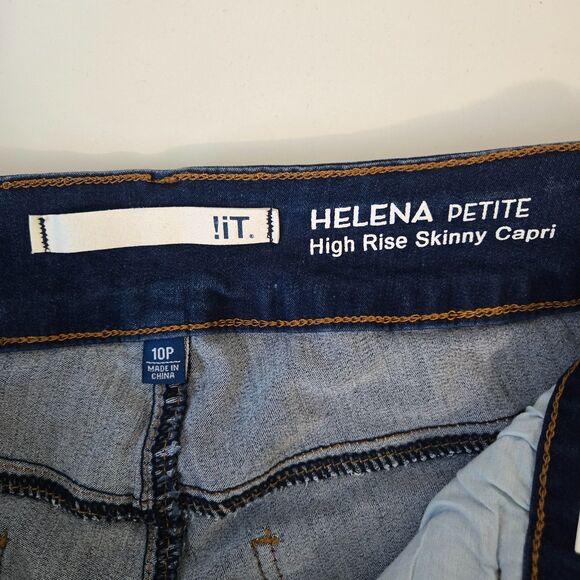 !iT.
HELENA PETITE
High Rise Skinny Capri
10P
MADE IN
CHINA